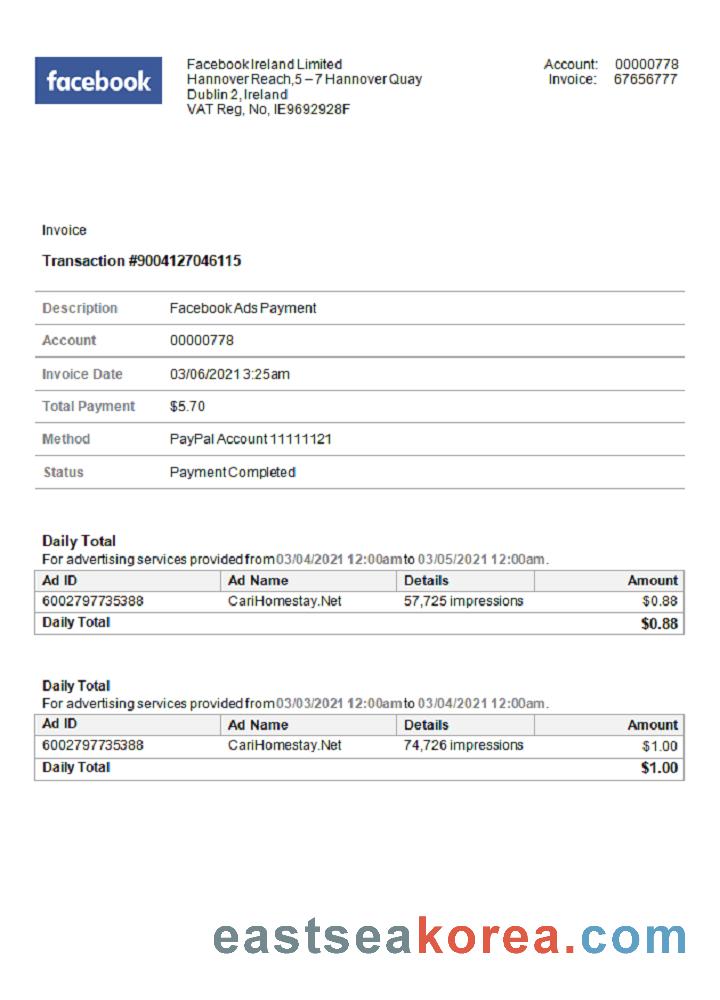 facebook
Facebook Ireland Limited
Hannover Reach, 5 – 7 Hannover Quay
Dublin 2, Ireland
VAT Reg, No, IE9692928F
Account: 00000778
Invoice: 67656777
Invoice
Transaction #9004127046115
Description Facebook Ads Payment
Account 00000778
Invoice Date 03/06/2021 3:25am
Total Payment $5.70
Method PayPal Account 11111121
Status Payment Completed
Daily Total
For advertising services provided from 03/04/2021 12:00am to 03/05/2021 12:00am.
Ad ID Ad Name Details Amount
6002797735388 CariHomestay.Net 57,725 impressions $0.88
Daily Total $0.88
Daily Total
For advertising services provided from 03/03/2021 12:00am to 03/04/2021 12:00am.
Ad ID Ad Name Details Amount
6002797735388 CariHomestay.Net 74,726 impressions $1.00
Daily Total $1.00
eastseakorea.com